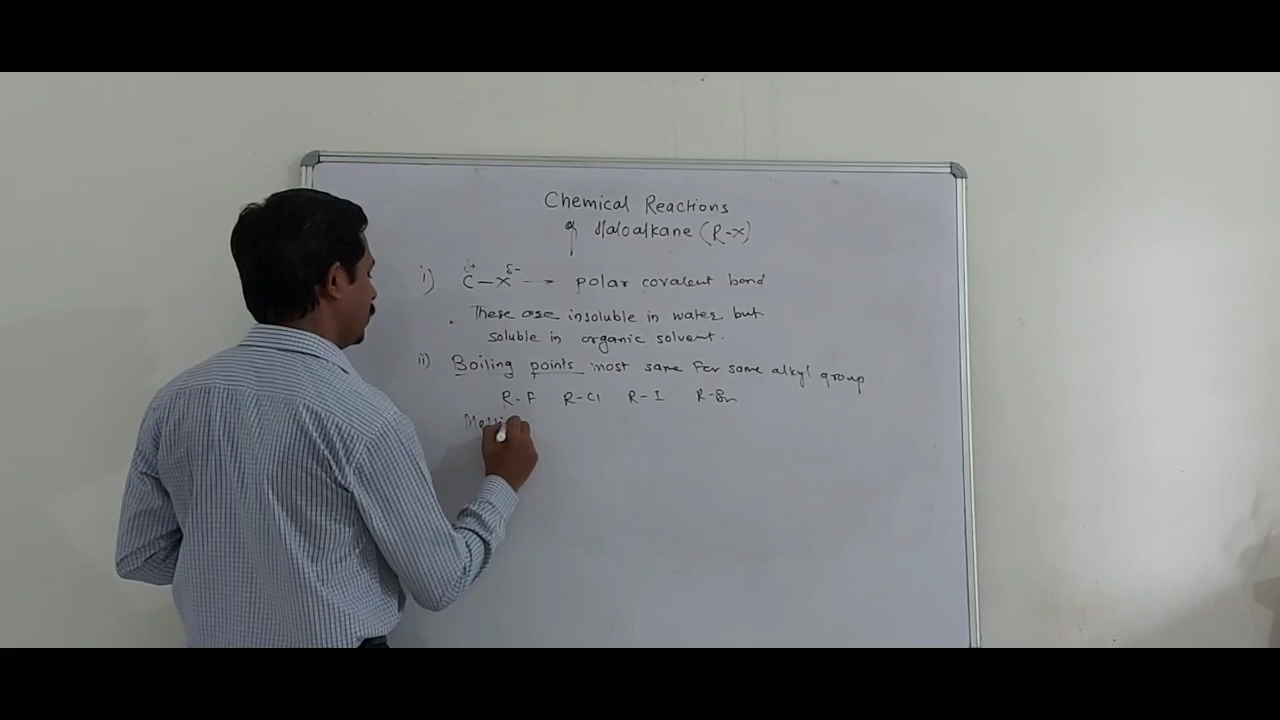 Chemical Reactions
of Haloalkane (R-X)
i) C^δ+ - X^δ- --→ polar covalent bond
. These are insoluble in water but
soluble in organic solvent.
ii) Boiling points most same for same alkyl group
R-F R-Cl R-I R-Br